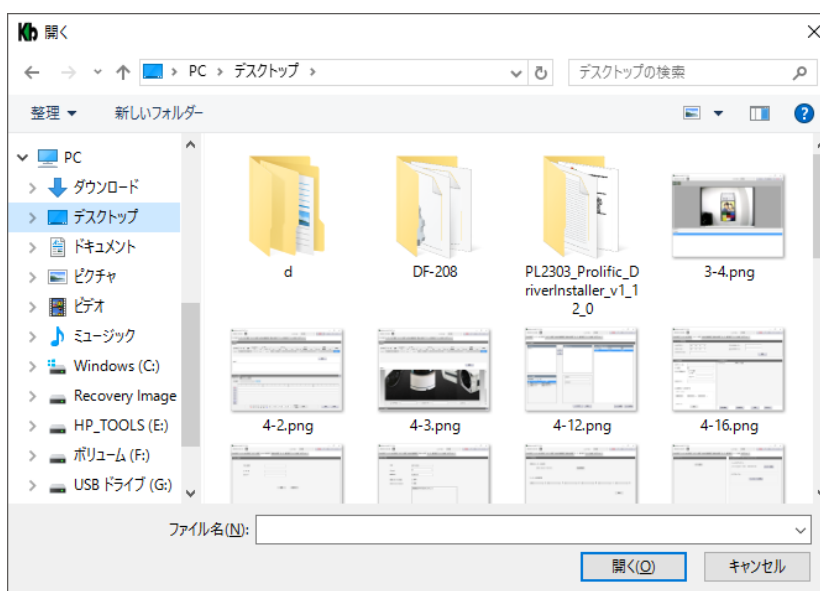 Kb 開く
PC › デスクトップ ›
デスクトップの検索
整理
新しいフォルダー
PC
ダウンロード
デスクトップ
ドキュメント
ピクチャ
ビデオ
ミュージック
Windows (C:)
Recovery Image
HP_TOOLS (E:)
ボリューム (F:)
USB ドライブ (G:)
d
DF-208
PL2303_Prolific_D
riverInstaller_v1_1
2_0
3-4.png
4-2.png
4-3.png
4-12.png
4-16.png
ファイル名(N):
開く(O)
キャンセル